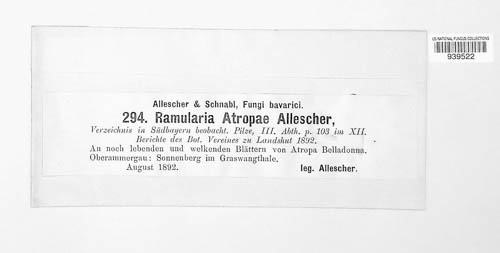 US NATIONAL FUNGUS COLLECTIONS
939522
Allescher & Schnabl, Fungi bavarici.
294. Ramularia Atropae Allescher,
Verzeichnis in Südbayern beobacht. Pilze, III. Abth. p. 103 im XII.
Berichte des Bot. Vereines zu Landshut 1892.
An noch lebenden und welkenden Blättern von Atropa Belladonna.
Oberammergau: Sonnenberg im Graswangthale.
August 1892. leg. Allescher.